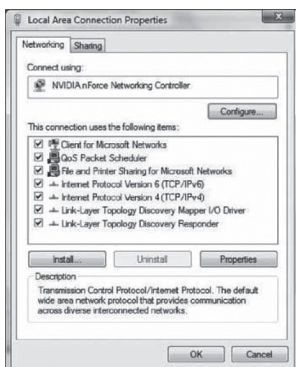 Local Area Connection Properties
Networking Sharing
Connect using:
NVIDIA nForce Networking Controller
Configure...
This connection uses the following items:
Client for Microsoft Networks
QoS Packet Scheduler
File and Printer Sharing for Microsoft Networks
Internet Protocol Version 6 (TCP/IPv6)
Internet Protocol Version 4 (TCP/IPv4)
Link-Layer Topology Discovery Mapper I/O Driver
Link-Layer Topology Discovery Responder
Install... Uninstall Properties
Description
Transmission Control Protocol/Internet Protocol. The default
wide area network protocol that provides communication
across diverse interconnected networks.
OK Cancel